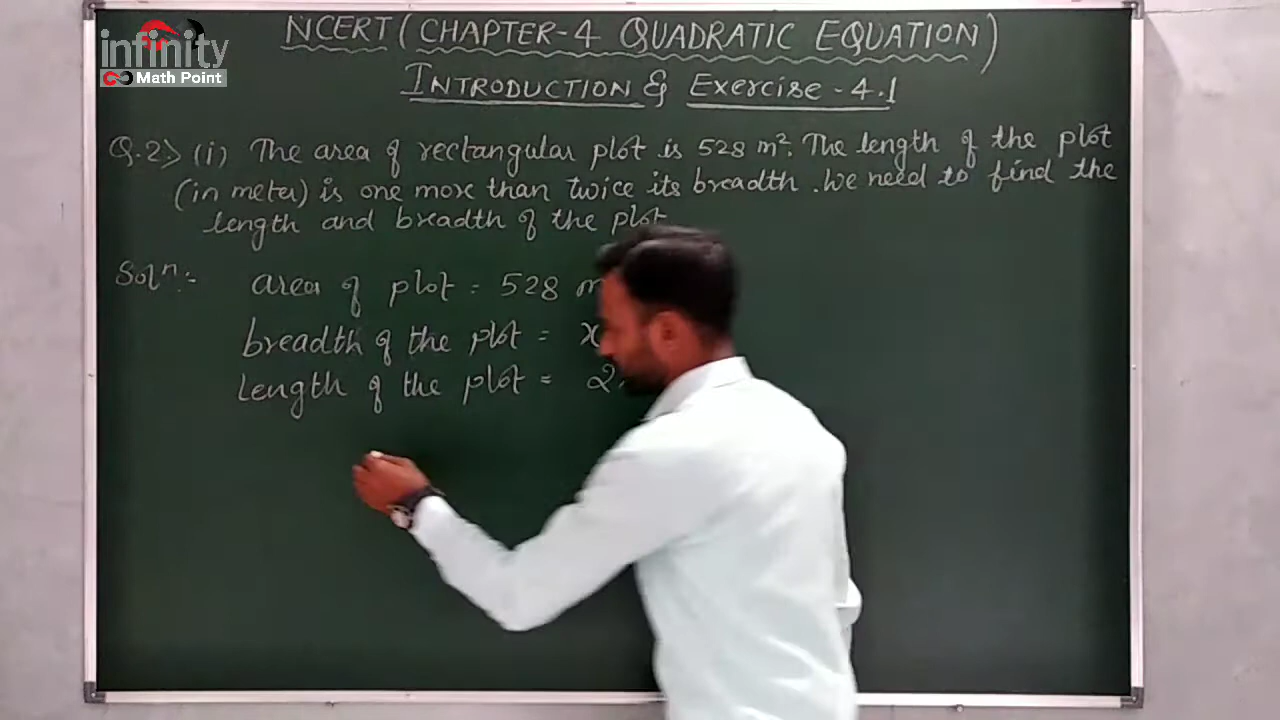 infinity
Math Point
NCERT (CHAPTER-4 QUADRATIC EQUATION)
INTRODUCTION & Exercise - 4.1
Q.2> (i) The area of rectangular plot is 528 m². The length of the plot
(in meter) is one more than twice its breadth. We need to find the
length and breadth of the plot
Solⁿ:-
area of plot = 528 m
breadth of the plot = x
length of the plot = 2